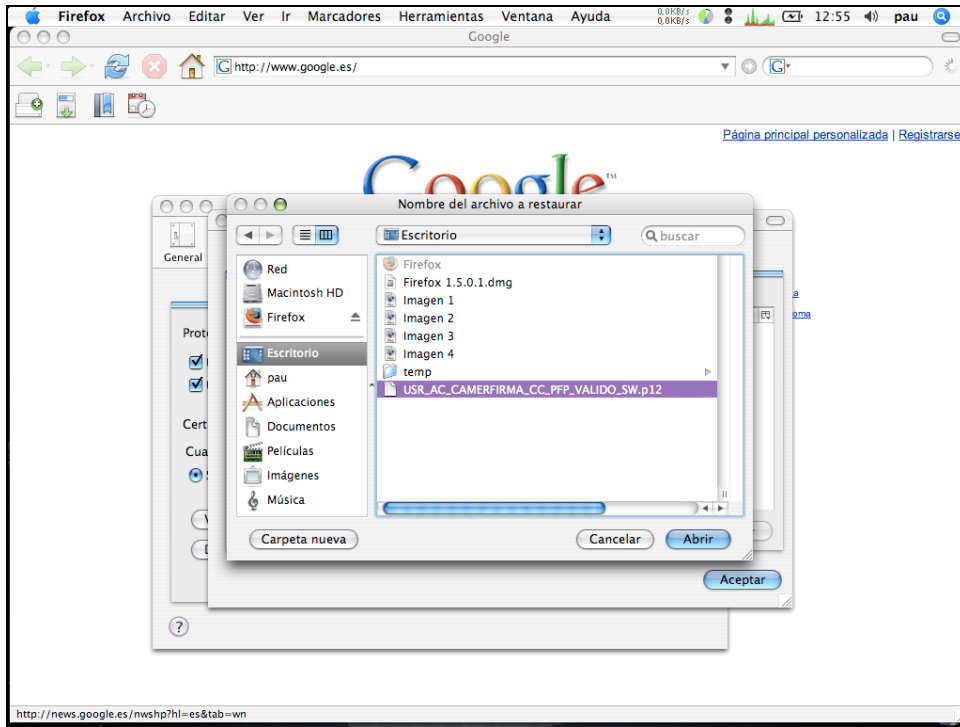 Firefox Archivo Editar Ver Ir Marcadores Herramientas Ventana Ayuda 0,0KB/s 0,0KB/s 12:55 pau
Google
http://www.google.es/
Página principal personalizada | Registrarse
Google™
Nombre del archivo a restaurar
Escritorio
buscar
General
Red
Macintosh HD
Firefox
Escritorio
pau
Aplicaciones
Documentos
Películas
Imágenes
Música
Firefox
Firefox 1.5.0.1.dmg
Imagen 1
Imagen 2
Imagen 3
Imagen 4
temp
USR_AC_CAMERFIRMA_CC_PFP_VALIDO_SW.p12
a
oma
Prot
Cert
Cua
Carpeta nueva
Cancelar
Abrir
Aceptar
?
http://news.google.es/nwshp?hl=es&tab=wn